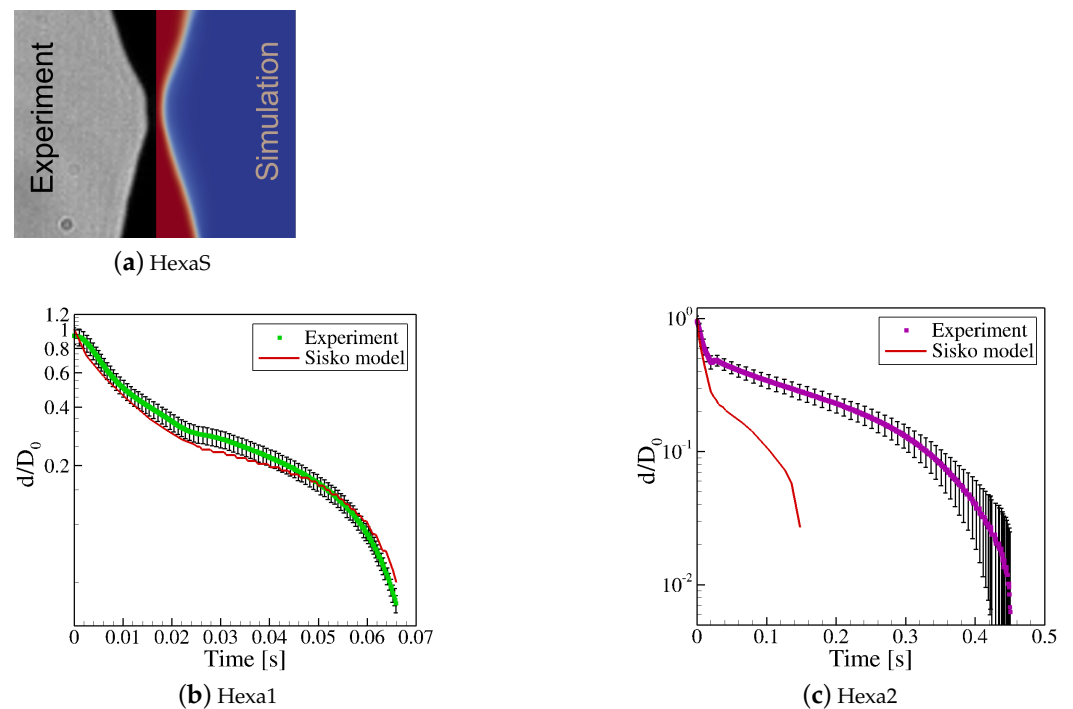 Experiment
Simulation
(a) HexaS
1.2
1
0.8
0.6
0.4
0.2
d/D₀
Experiment
Sisko model
0 0.01 0.02 0.03 0.04 0.05 0.06 0.07
Time [s]
(b) Hexa1
10⁰
10⁻¹
10⁻²
d/D₀
Experiment
Sisko model
0 0.1 0.2 0.3 0.4 0.5
Time [s]
(c) Hexa2